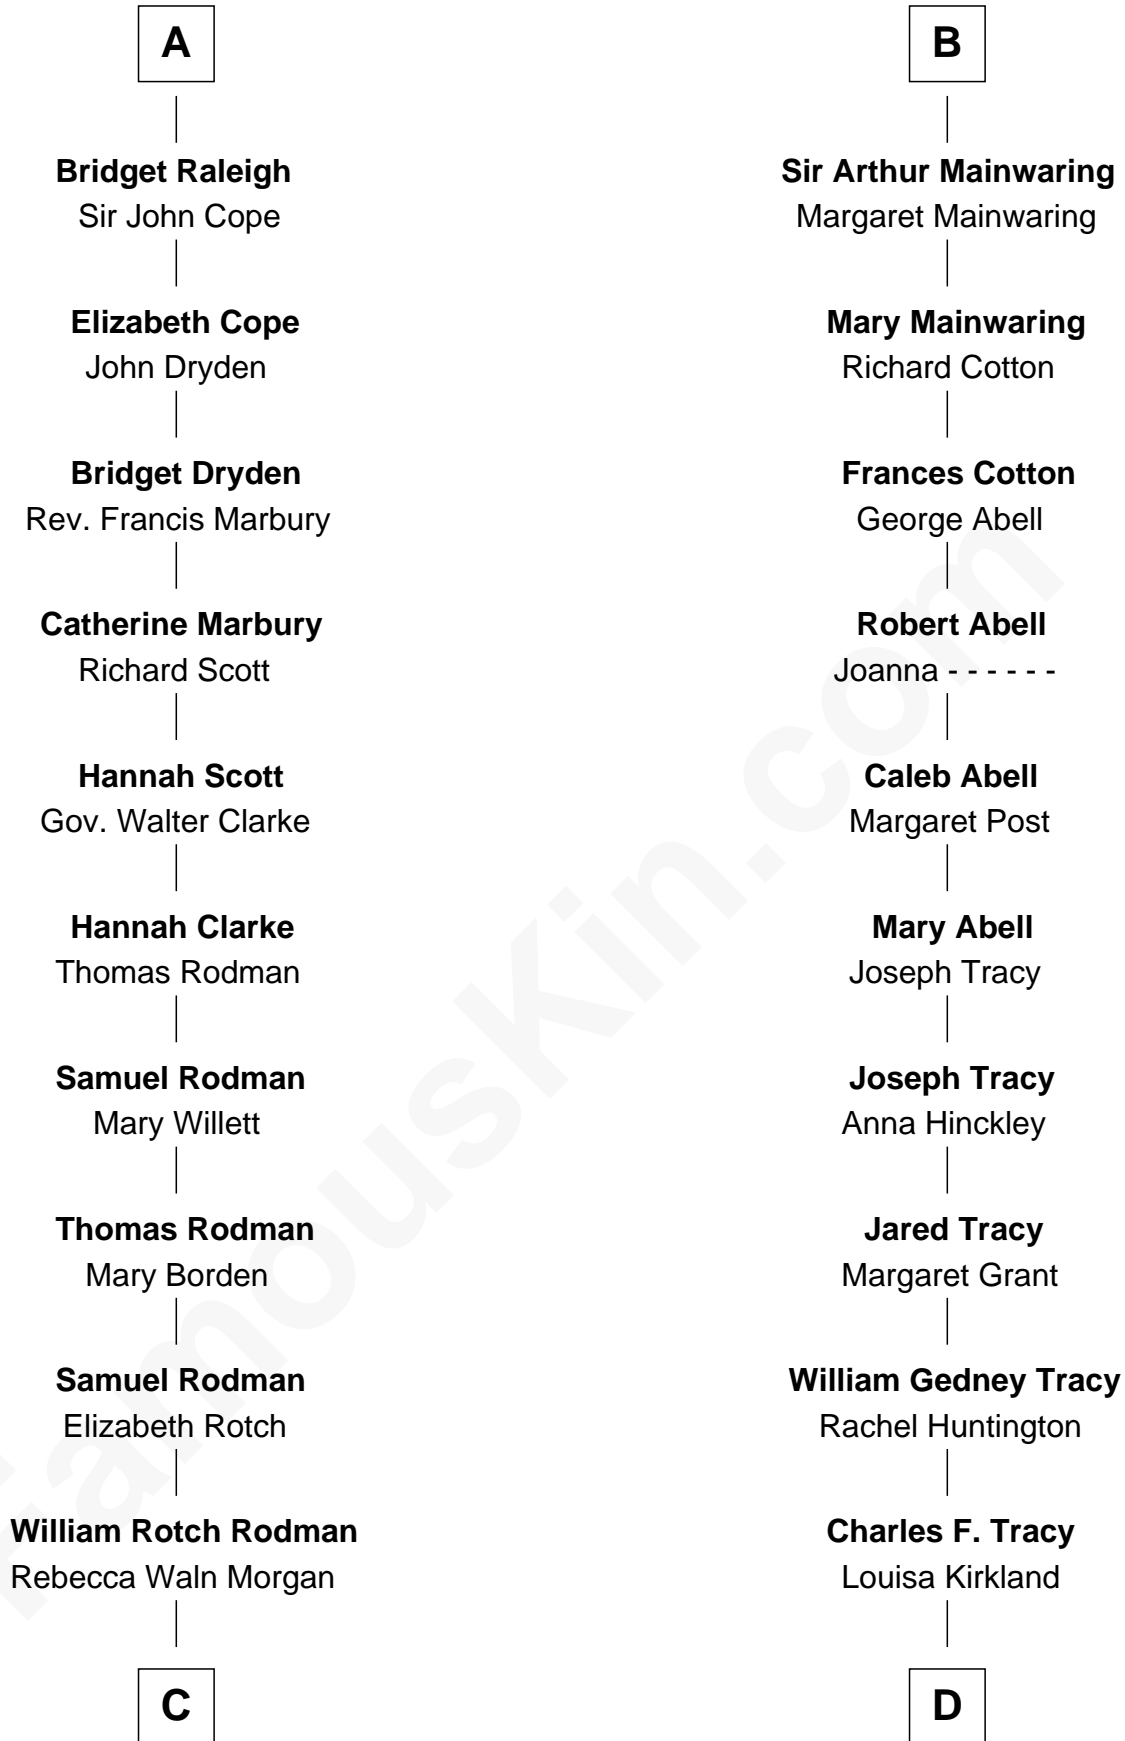 A
Bridget Raleigh
Sir John Cope
Elizabeth Cope
John Dryden
Bridget Dryden
Rev. Francis Marbury
Catherine Marbury
Richard Scott
Hannah Scott
Gov. Walter Clarke
Hannah Clarke
Thomas Rodman
Samuel Rodman
Mary Willett
Thomas Rodman
Mary Borden
Samuel Rodman
Elizabeth Rotch
William Rotch Rodman
Rebecca Waln Morgan
C
B
Sir Arthur Mainwaring
Margaret Mainwaring
Mary Mainwaring
Richard Cotton
Frances Cotton
George Abell
Robert Abell
Joanna - - - - - -
Caleb Abell
Margaret Post
Mary Abell
Joseph Tracy
Joseph Tracy
Anna Hinckley
Jared Tracy
Margaret Grant
William Gedney Tracy
Rachel Huntington
Charles F. Tracy
Louisa Kirkland
D
FamousKin.com